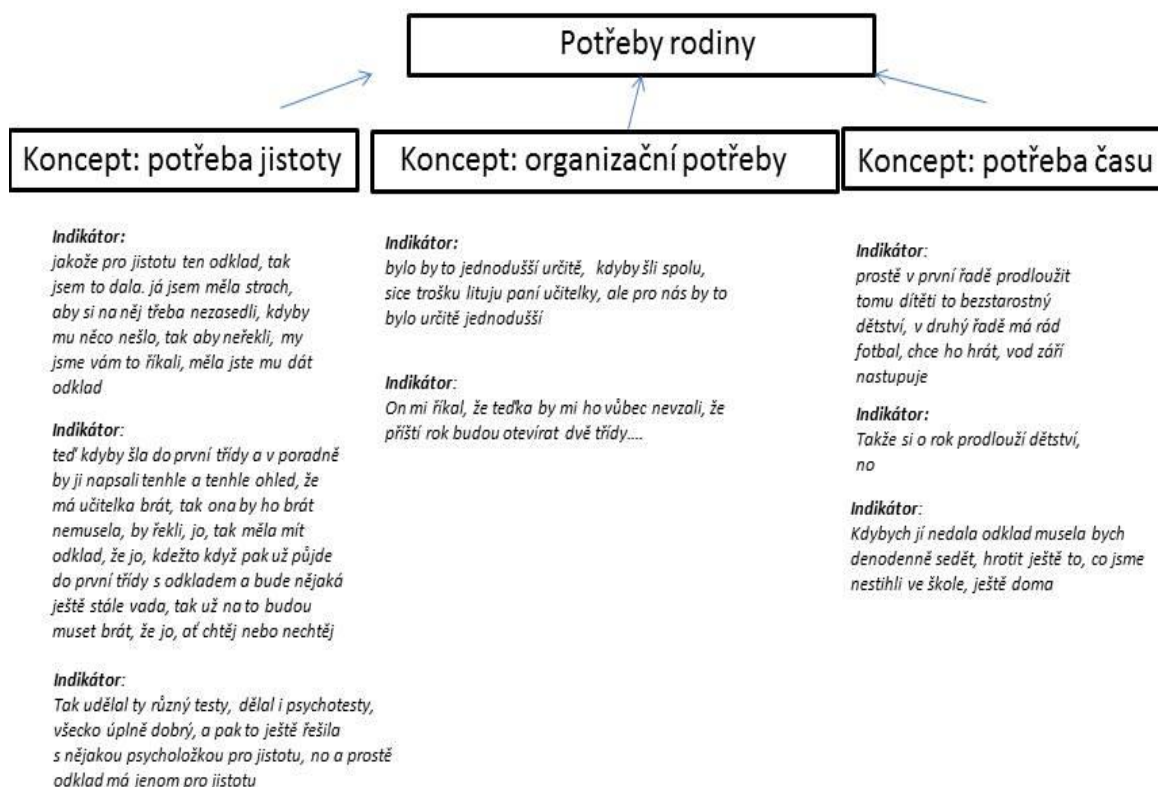 Potřeby rodiny
Koncept: potřeba jistoty
Indikátor:
jakože pro jistotu ten odklad, tak
jsem to dala. já jsem měla strach,
aby si na něj třeba nezasedli, kdyby
mu něco nešlo, tak aby neřekli, my
jsme vám to říkali, měla jste mu dát
odklad
Indikátor:
teď kdyby šla do první třídy a v poradně
by ji napsali tenhle a tenhle ohled, že
má učitelka brát, tak ona by ho brát
nemusela, by řekli, jo, tak měla mít
odklad, že jo, kdežto když pak už půjde
do první třídy s odkladem a bude nějaká
ještě stále vada, tak už na to budou
muset brát, že jo, ať chtěj nebo nechtěj
Indikátor:
Tak udělal ty různý testy, dělal i psychotesty,
všecko úplně dobrý, a pak to ještě řešila
s nějakou psycholožkou pro jistotu, no a prostě
odklad má jenom pro jistotu
Koncept: organizační potřeby
Indikátor:
bylo by to jednodušší určitě, kdyby šli spolu,
sice trošku lituju paní učitelky, ale pro nás by to
bylo určitě jednodušší
Indikátor:
On mi říkal, že teďka by mi ho vůbec nevzali, že
příští rok budou otevírat dvě třídy....
Koncept: potřeba času
Indikátor:
prostě v první řadě prodloužit
tomu dítěti to bezstarostný
dětství, v druhý řadě má rád
fotbal, chce ho hrát, vod září
nastupuje
Indikátor:
Takže si o rok prodlouží dětství,
no
Indikátor:
Kdybych jí nedala odklad musela bych
denodenně sedět, hrotit ještě to, co jsme
nestihli ve škole, ještě doma